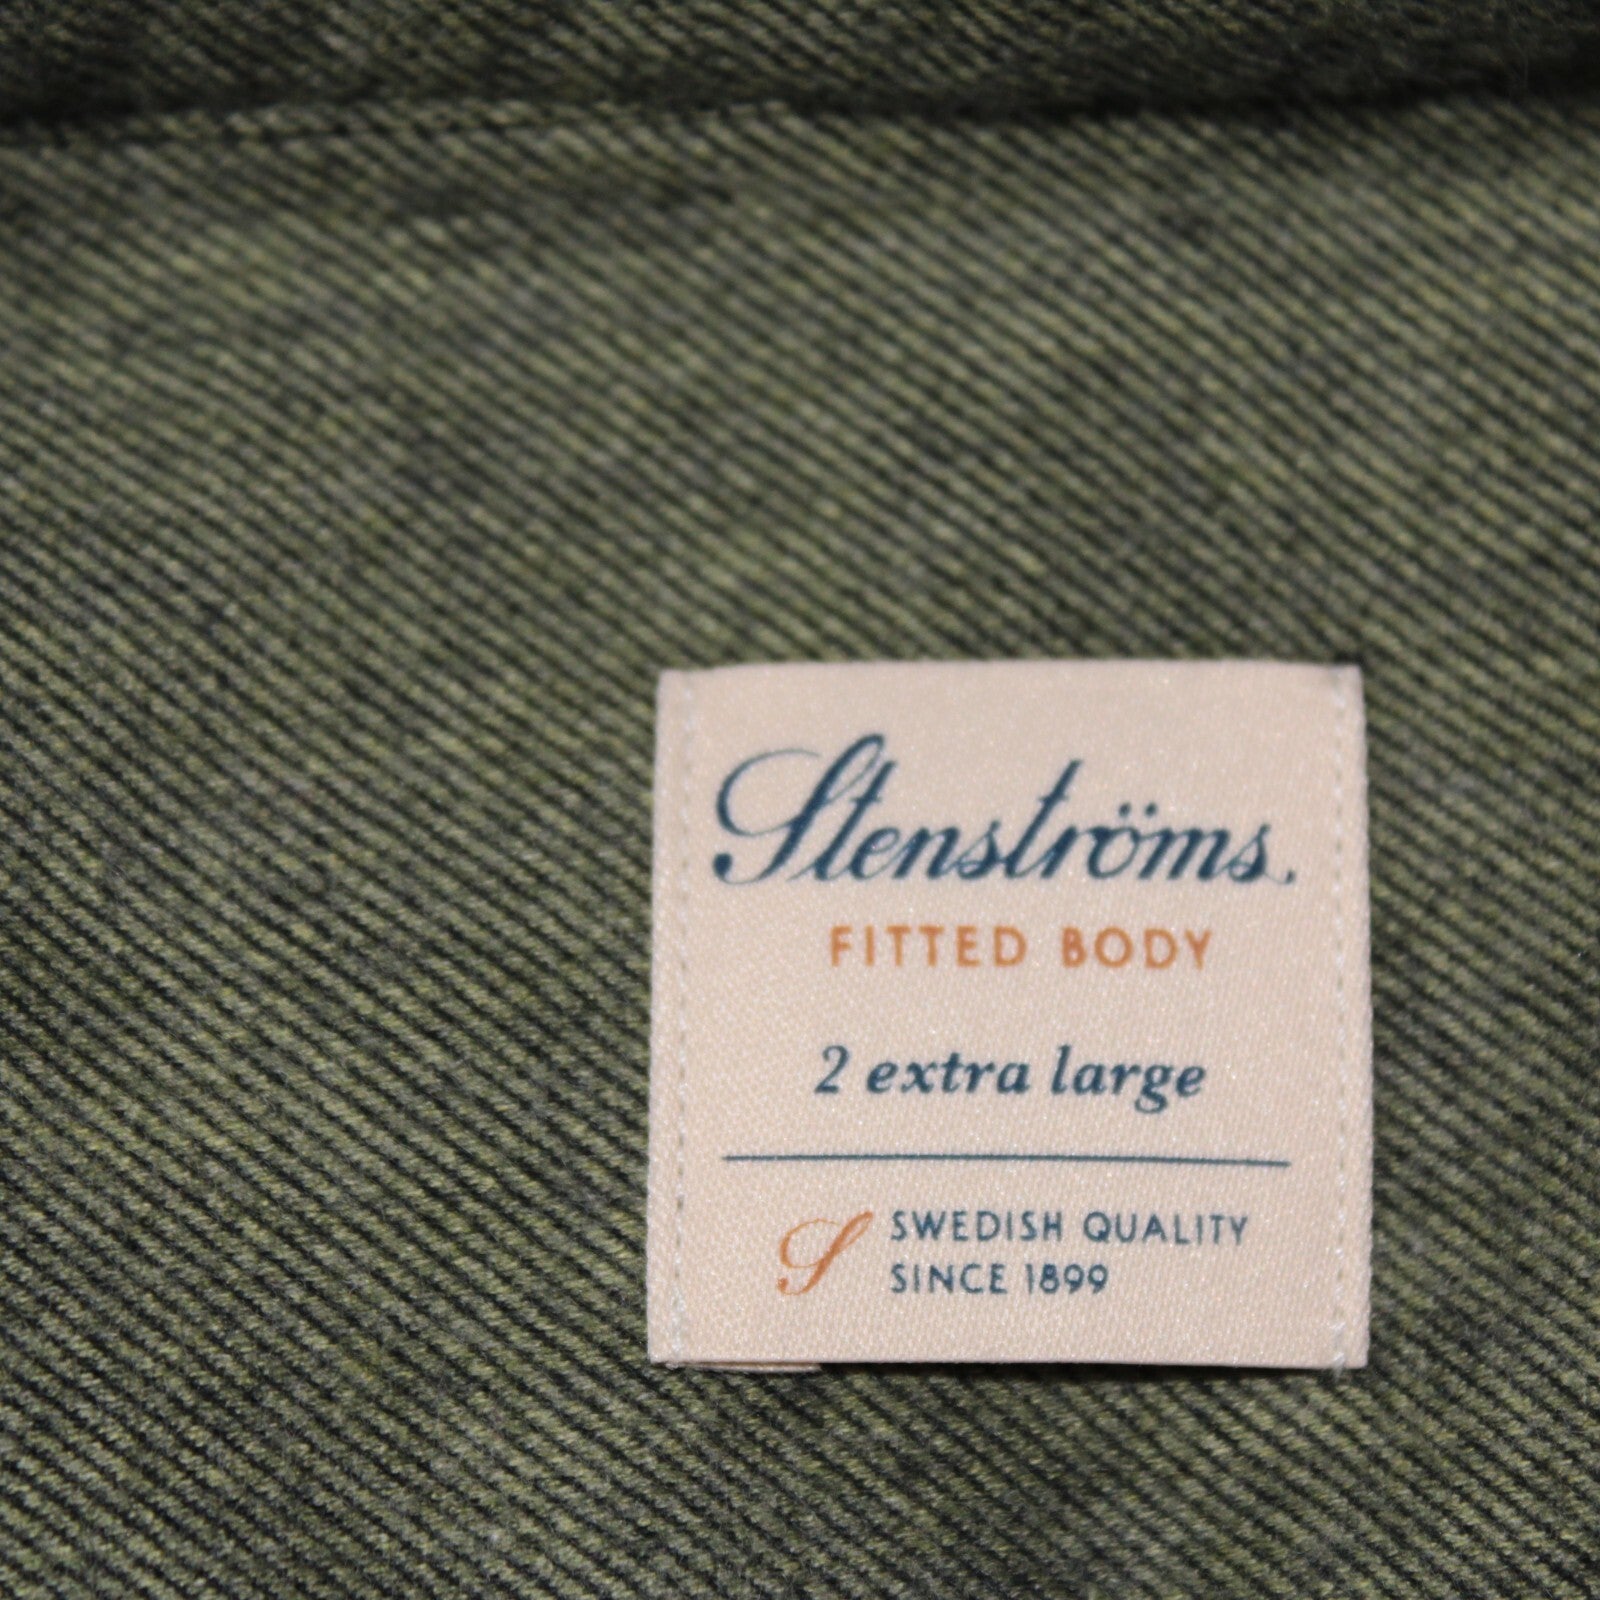 Stenströms.
FITTED BODY
2 extra large
S SWEDISH QUALITY
SINCE 1899